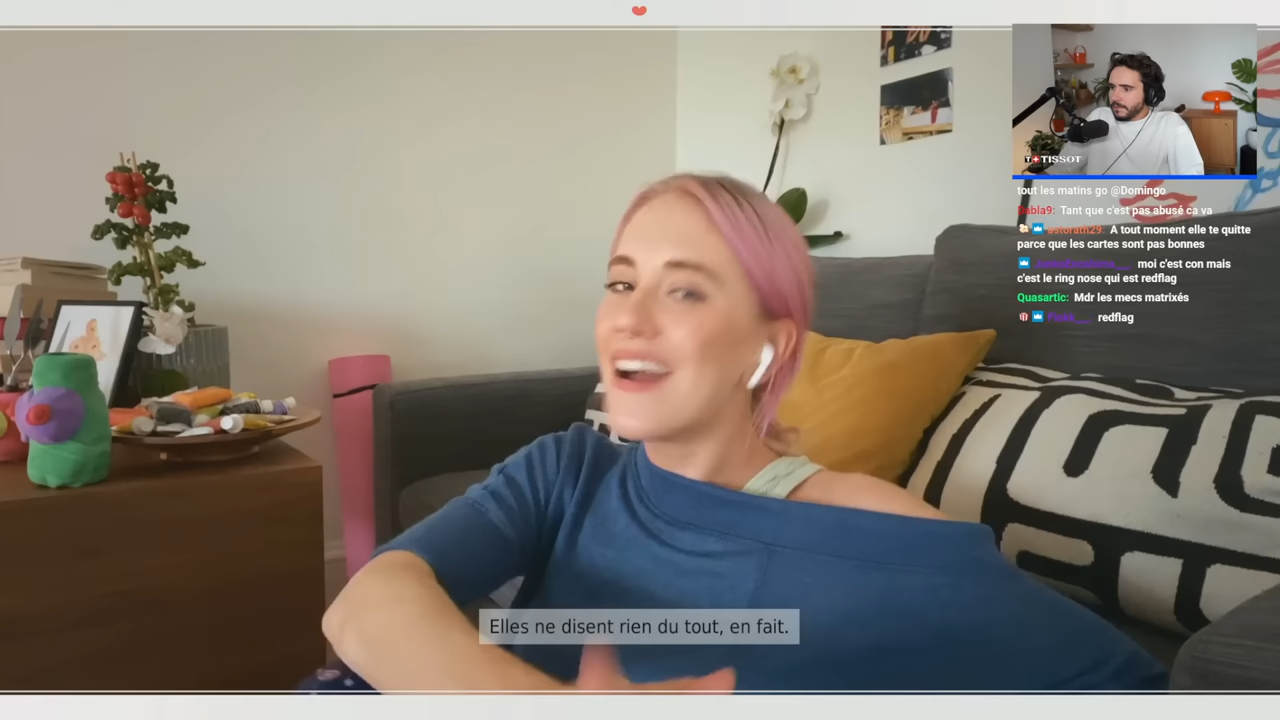 T+TISSOT
tout les matins go @Domingo
Tant que c'est pas abusé ca va
astorath29: A tout moment elle te quitte
parce que les cartes sont pas bonnes
moi c'est con mais
c'est le ring nose qui est redflag
Quasartic: Mdr les mecs matrixés
redflag
Elles ne disent rien du tout, en fait.